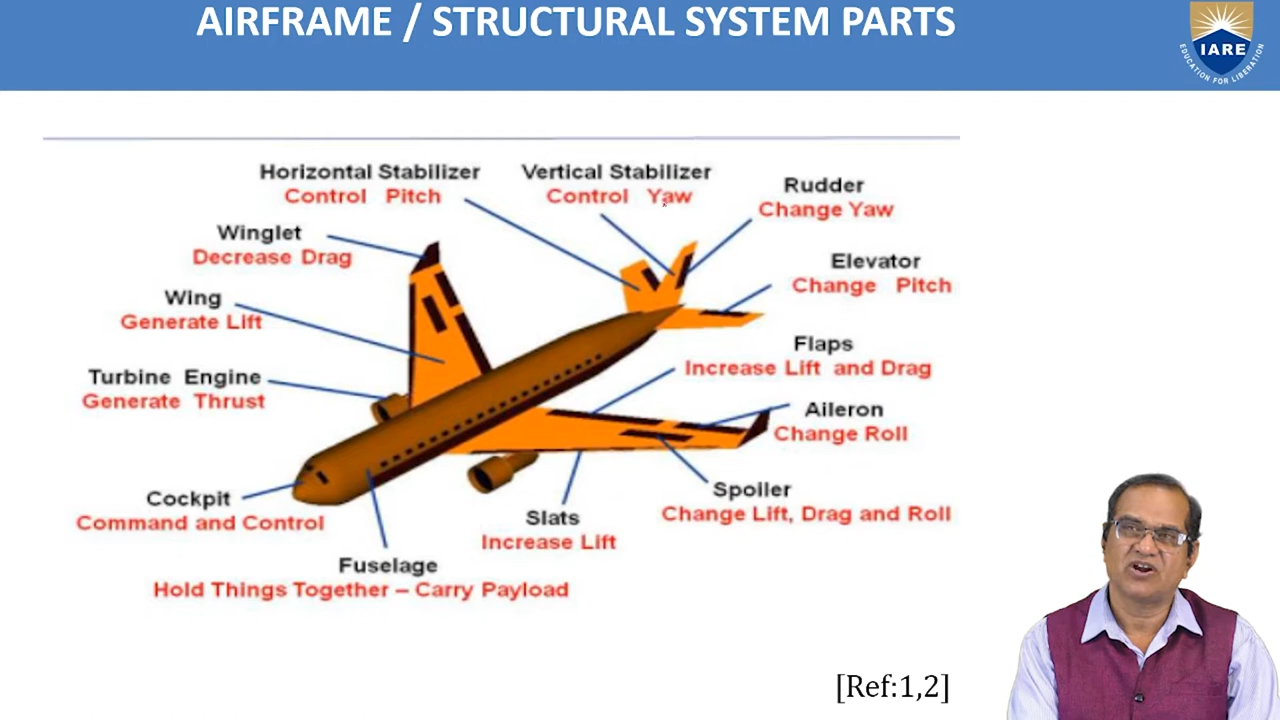 AIRFRAME / STRUCTURAL SYSTEM PARTS
IARE
EDUCATION FOR LIBERATION
Horizontal Stabilizer
Control Pitch
Vertical Stabilizer
Control Yaw
Rudder
Change Yaw
Winglet
Decrease Drag
Elevator
Change Pitch
Wing
Generate Lift
Flaps
Increase Lift and Drag
Turbine Engine
Generate Thrust
Aileron
Change Roll
Cockpit
Command and Control
Spoiler
Change Lift, Drag and Roll
Slats
Increase Lift
Fuselage
Hold Things Together – Carry Payload
[Ref:1,2]